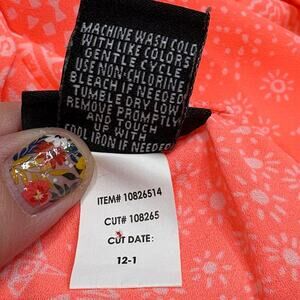 MACHINE WASH COLD
WITH LIKE COLORS
GENTLE CYCLE
USE NON-CHLORINE
BLEACH IF NEEDED
TUMBLE DRY LOW
REMOVE PROMPTLY
AND TOUCH
UP WITH
COOL IRON IF NEEDED
ITEM# 10826514
CUT# 108265
CUT DATE:
12-1